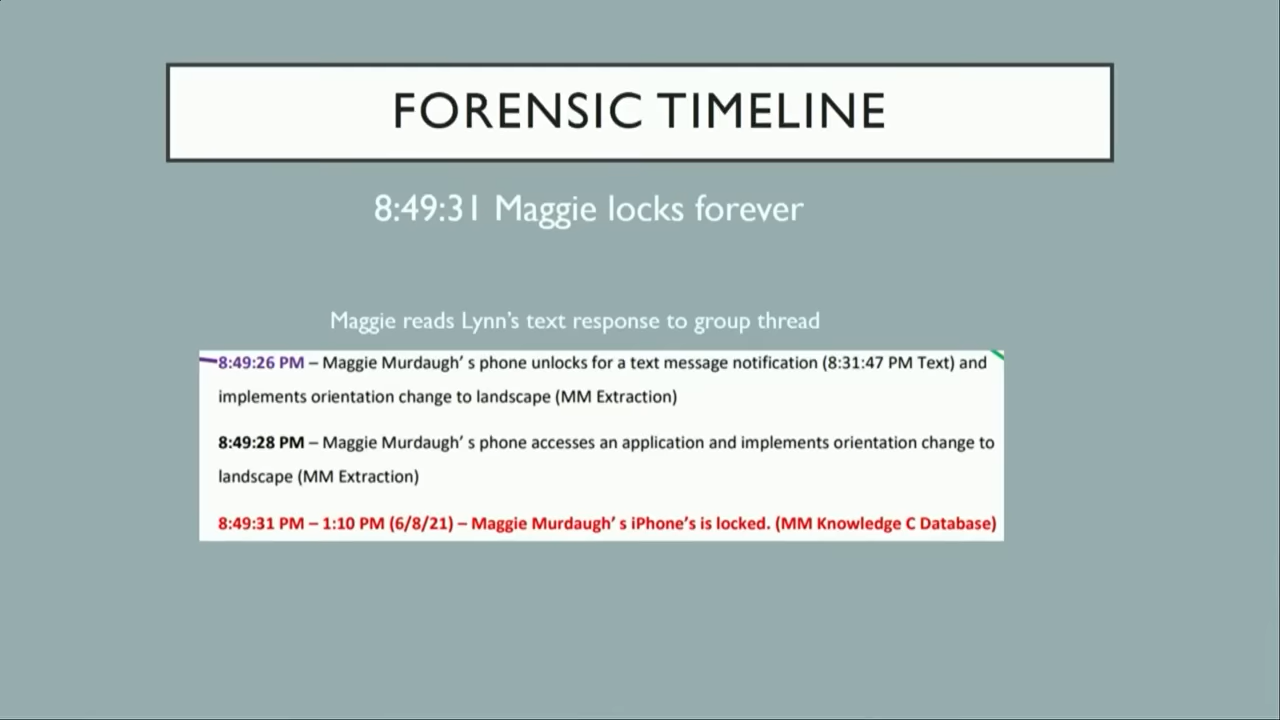 FORENSIC TIMELINE
8:49:31 Maggie locks forever
Maggie reads Lynn's text response to group thread
8:49:26 PM – Maggie Murdaugh' s phone unlocks for a text message notification (8:31:47 PM Text) and
implements orientation change to landscape (MM Extraction)
8:49:28 PM – Maggie Murdaugh' s phone accesses an application and implements orientation change to
landscape (MM Extraction)
8:49:31 PM – 1:10 PM (6/8/21) – Maggie Murdaugh' s iPhone's is locked. (MM Knowledge C Database)